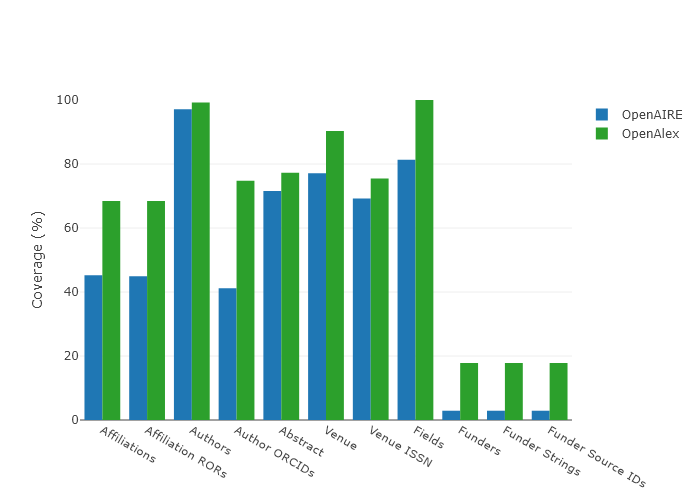 100
80
60
40
20
0
Coverage (%)
Affiliations
Affiliation RORs
Authors
Author ORCIDs
Abstract
Venue
Venue ISSN
Fields
Funders
Funder Strings
Funder Source IDs
OpenAIRE
OpenAlex